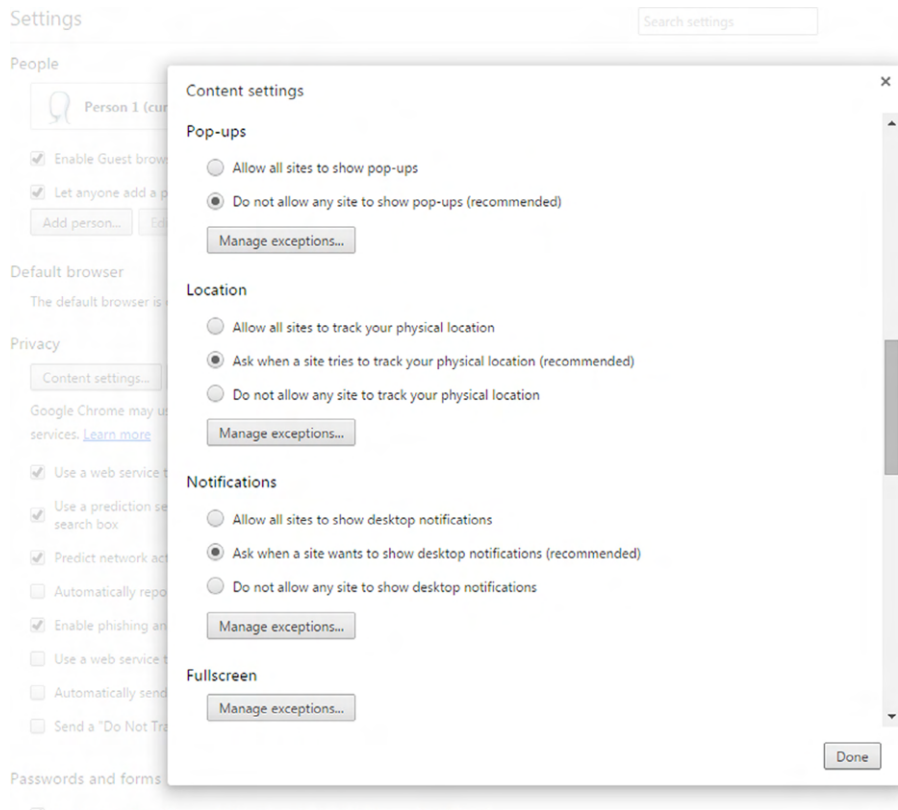 Settings
Search settings
People
Person 1 (cur
Enable Guest brow
Let anyone add a p
Add person...
Default browser
The default browser is
Privacy
Content settings...
Google Chrome may us
services. Learn more
Use a web service t
Use a prediction se
search box
Predict network act
Automatically repo
Enable phishing an
Use a web service t
Automatically send
Send a "Do Not Tra
Passwords and forms
Content settings
Pop-ups
Allow all sites to show pop-ups
Do not allow any site to show pop-ups (recommended)
Manage exceptions...
Location
Allow all sites to track your physical location
Ask when a site tries to track your physical location (recommended)
Do not allow any site to track your physical location
Manage exceptions...
Notifications
Allow all sites to show desktop notifications
Ask when a site wants to show desktop notifications (recommended)
Do not allow any site to show desktop notifications
Manage exceptions...
Fullscreen
Manage exceptions...
Done